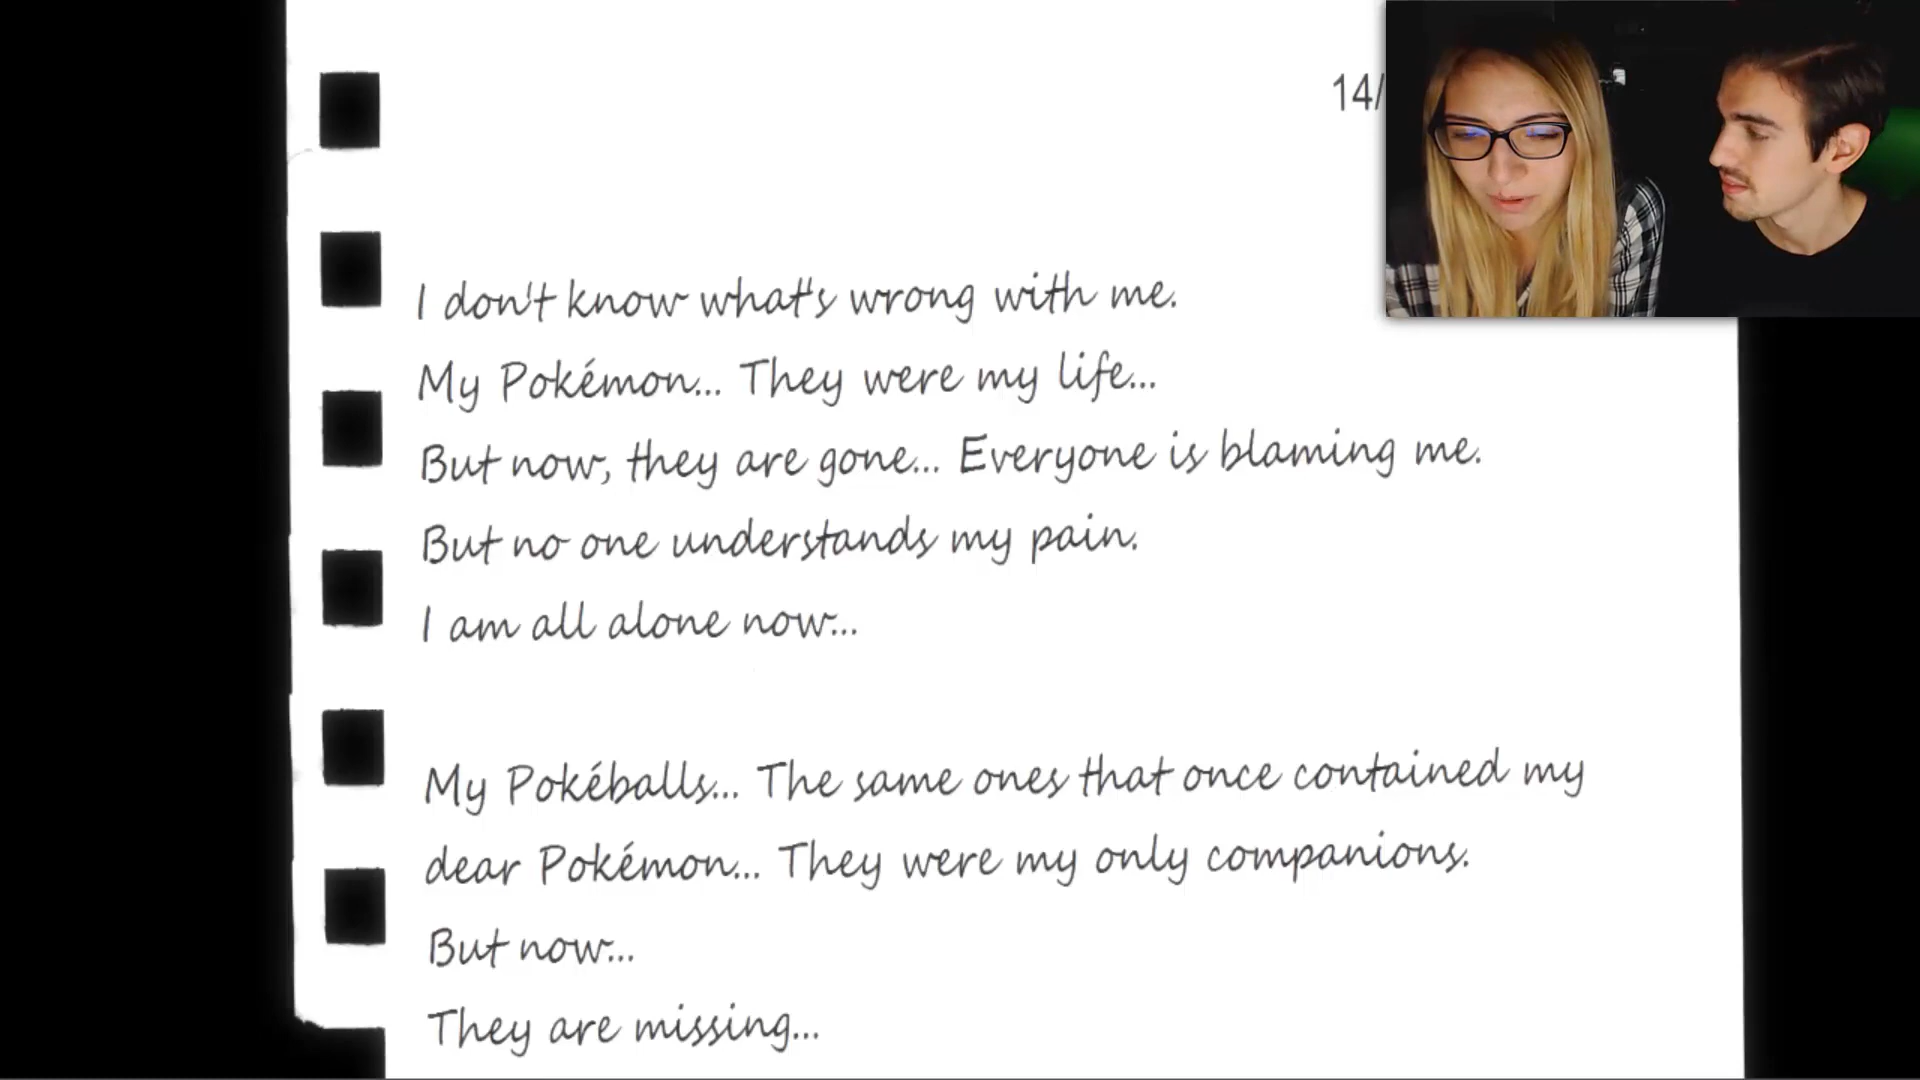 14/
I don't know what's wrong with me.
My Pokémon... They were my life...
But now, they are gone... Everyone is blaming me.
But no one understands my pain.
I am all alone now...
My Pokéballs... The same ones that once contained my
dear Pokémon... They were my only companions.
But now...
They are missing...